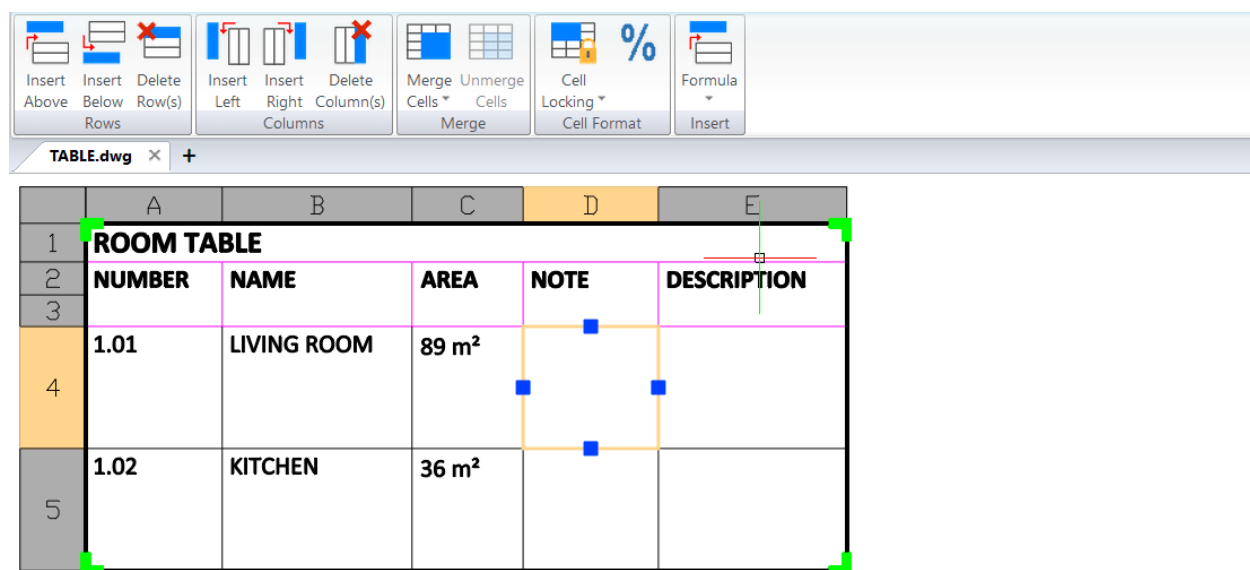 Insert Insert Delete Insert Insert Delete Merge Unmerge Cell % Formula
Above Below Row(s) Left Right Column(s) Cells Cells Locking
Rows Columns Merge Cell Format Insert
TABLE.dwg × +
A B C D E
1 ROOM TABLE
2 NUMBER NAME AREA NOTE DESCRIPTION
3
1.01 LIVING ROOM 89 m²
4
1.02 KITCHEN 36 m²
5